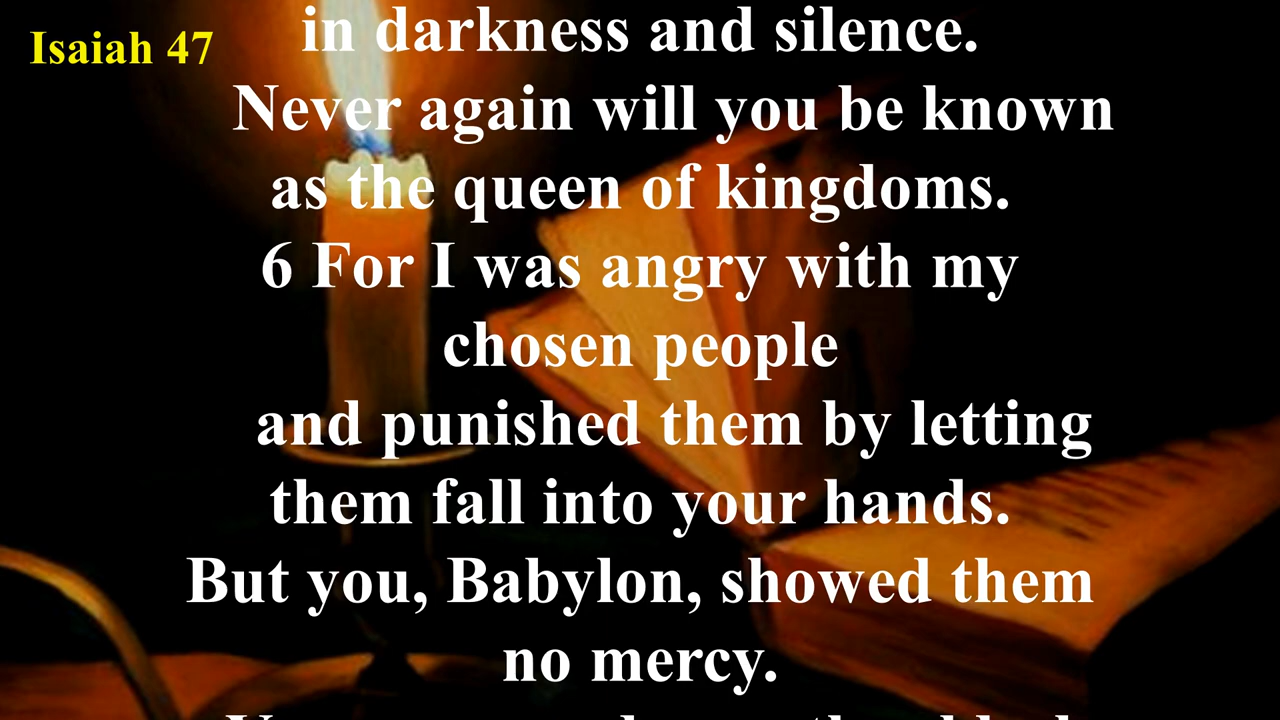 Isaiah 47
in darkness and silence.
Never again will you be known
as the queen of kingdoms.
6 For I was angry with my
chosen people
and punished them by letting
them fall into your hands.
But you, Babylon, showed them
no mercy.